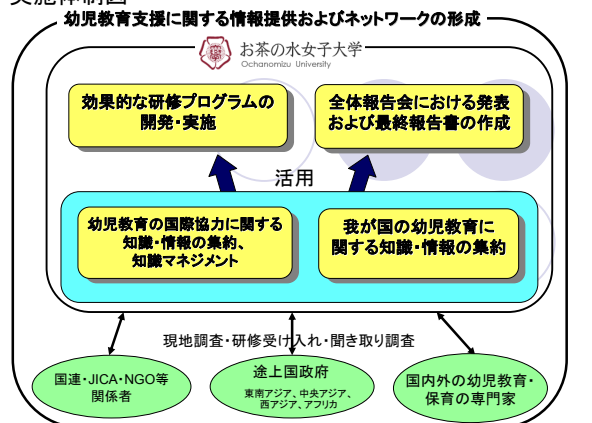 実施体制図
幼児教育支援に関する情報提供およびネットワークの形成
お茶の水女子大学
Ochanomizu University
効果的な研修プログラムの
開発・実施
全体報告会における発表
および最終報告書の作成
活用
幼児教育の国際協力に関する
知識・情報の集約、
知識マネジメント
我が国の幼児教育に
関する知識・情報の集約
現地調査・研修受け入れ・聞き取り調査
国連・JICA・NGO等
関係者
途上国政府
東南アジア、中央アジア、
西アジア、アフリカ
国内外の幼児教育・
保育の専門家